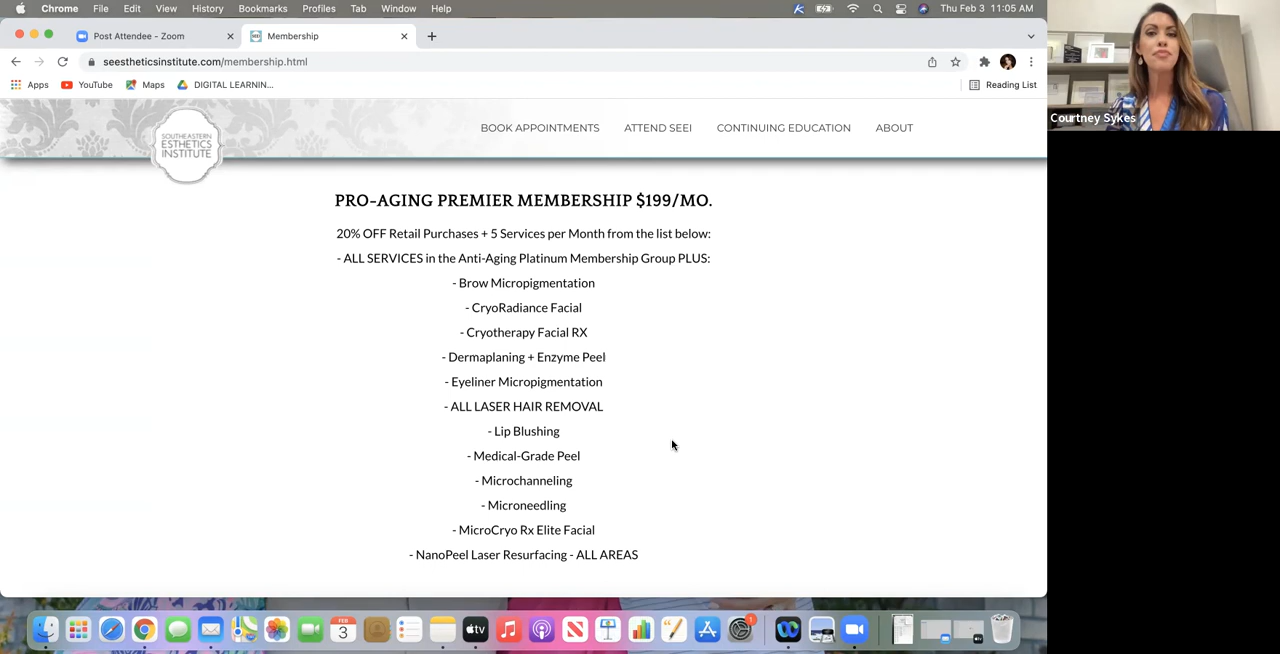 Chrome File Edit View History Bookmarks Profiles Tab Window Help Thu Feb 3 11:05 AM
Post Attendee - Zoom Membership
seestheticsinstitute.com/membership.html
Apps YouTube Maps DIGITAL LEARNIN... Reading List
SOUTHEASTERN
ESTHETICS
INSTITUTE
BOOK APPOINTMENTS ATTEND SEEI CONTINUING EDUCATION ABOUT
Courtney Sykes
PRO-AGING PREMIER MEMBERSHIP $199/MO.
20% OFF Retail Purchases + 5 Services per Month from the list below:
- ALL SERVICES in the Anti-Aging Platinum Membership Group PLUS:
- Brow Micropigmentation
- CryoRadiance Facial
- Cryotherapy Facial RX
- Dermaplaning + Enzyme Peel
- Eyeliner Micropigmentation
- ALL LASER HAIR REMOVAL
- Lip Blushing
- Medical-Grade Peel
- Microchanneling
- Microneedling
- MicroCryo Rx Elite Facial
- NanoPeel Laser Resurfacing - ALL AREAS
FEB
3
tv
1